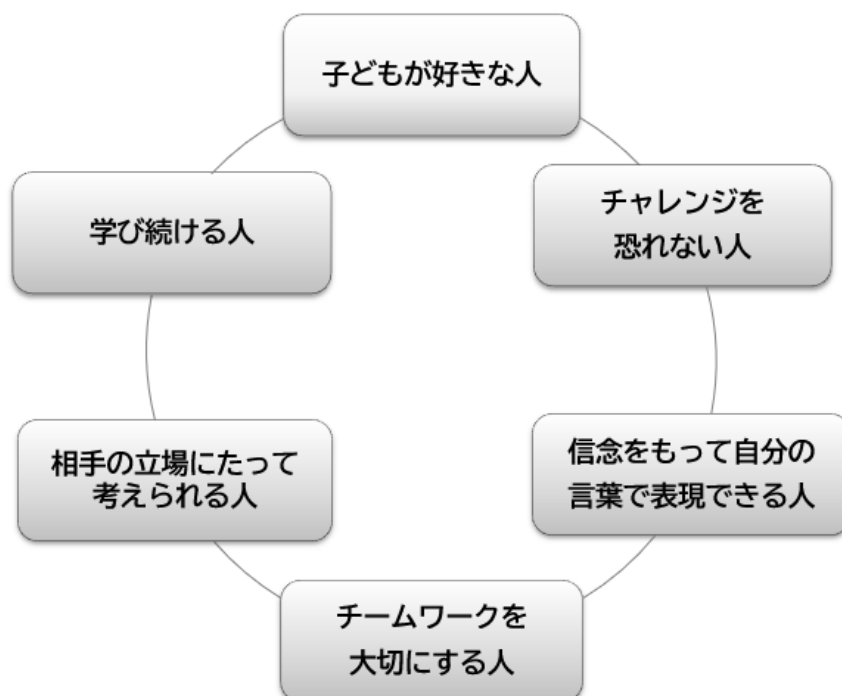 子どもが好きな人
チャレンジを
恐れない人
信念をもって自分の
言葉で表現できる人
チームワークを
大切にする人
相手の立場にたって
考えられる人
学び続ける人